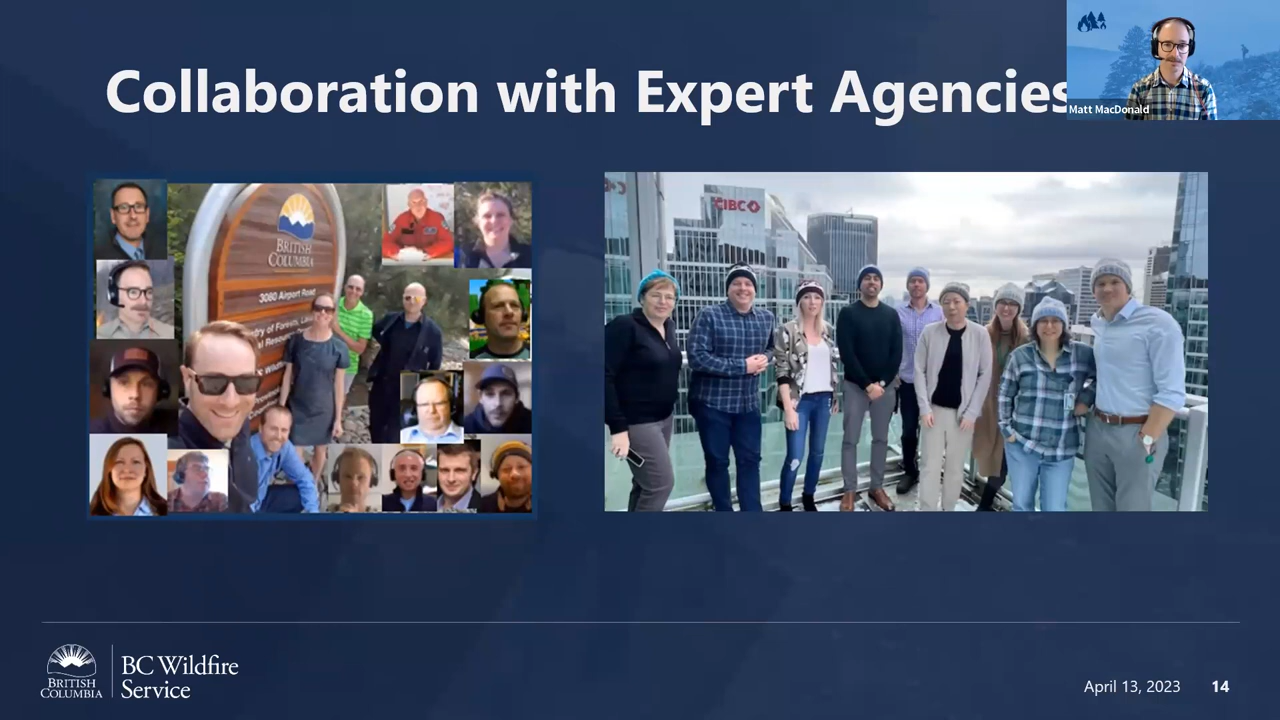 Collaboration with Expert Agencies
Matt MacDonald
BRITISH
COLUMBIA
3080 Airport Road
CIBC
BRITISH
COLUMBIA
BC Wildfire
Service
April 13, 2023
14